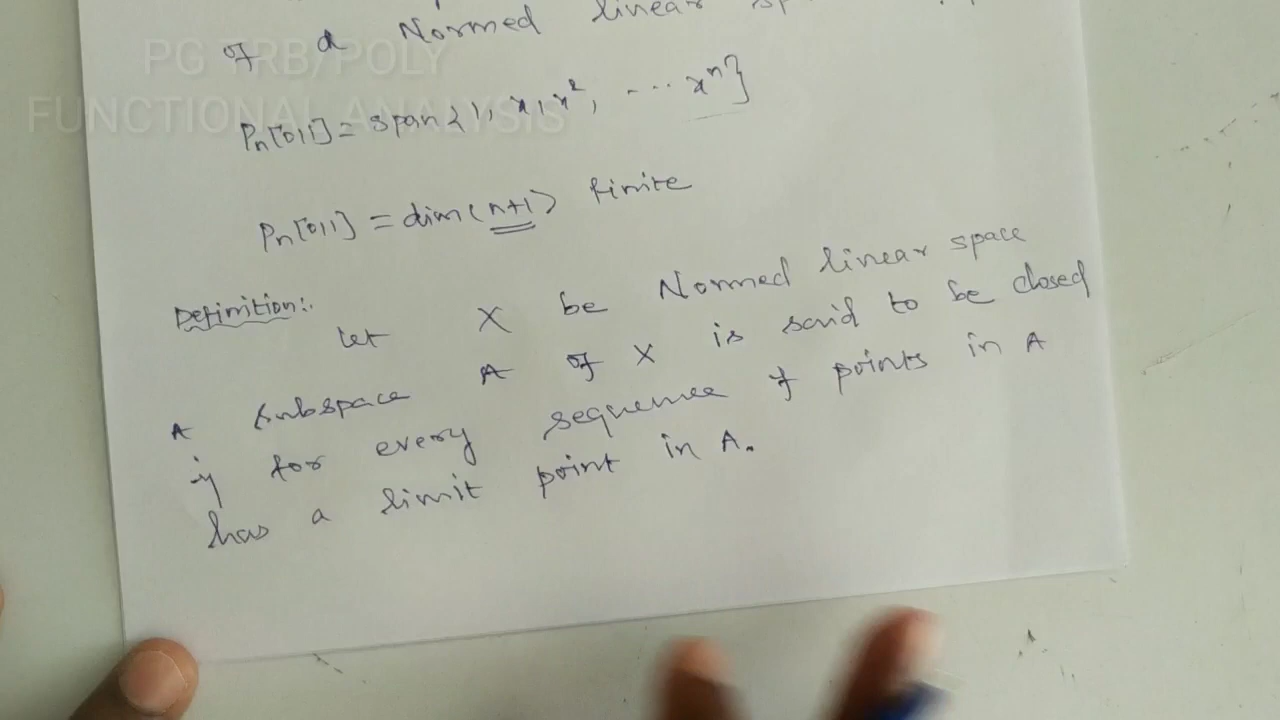 of a Normed linear
PG TRB/POLY
FUNCTIONAL ANALYSIS
Pn[0,1] = span {1, x, x², ... xⁿ}
Pn[0,1] = dim(n+1) finite
Definition:
Let X be Normed linear space
A subspace A of X is said to be closed
if for every sequence of points in A
has a limit point in A.